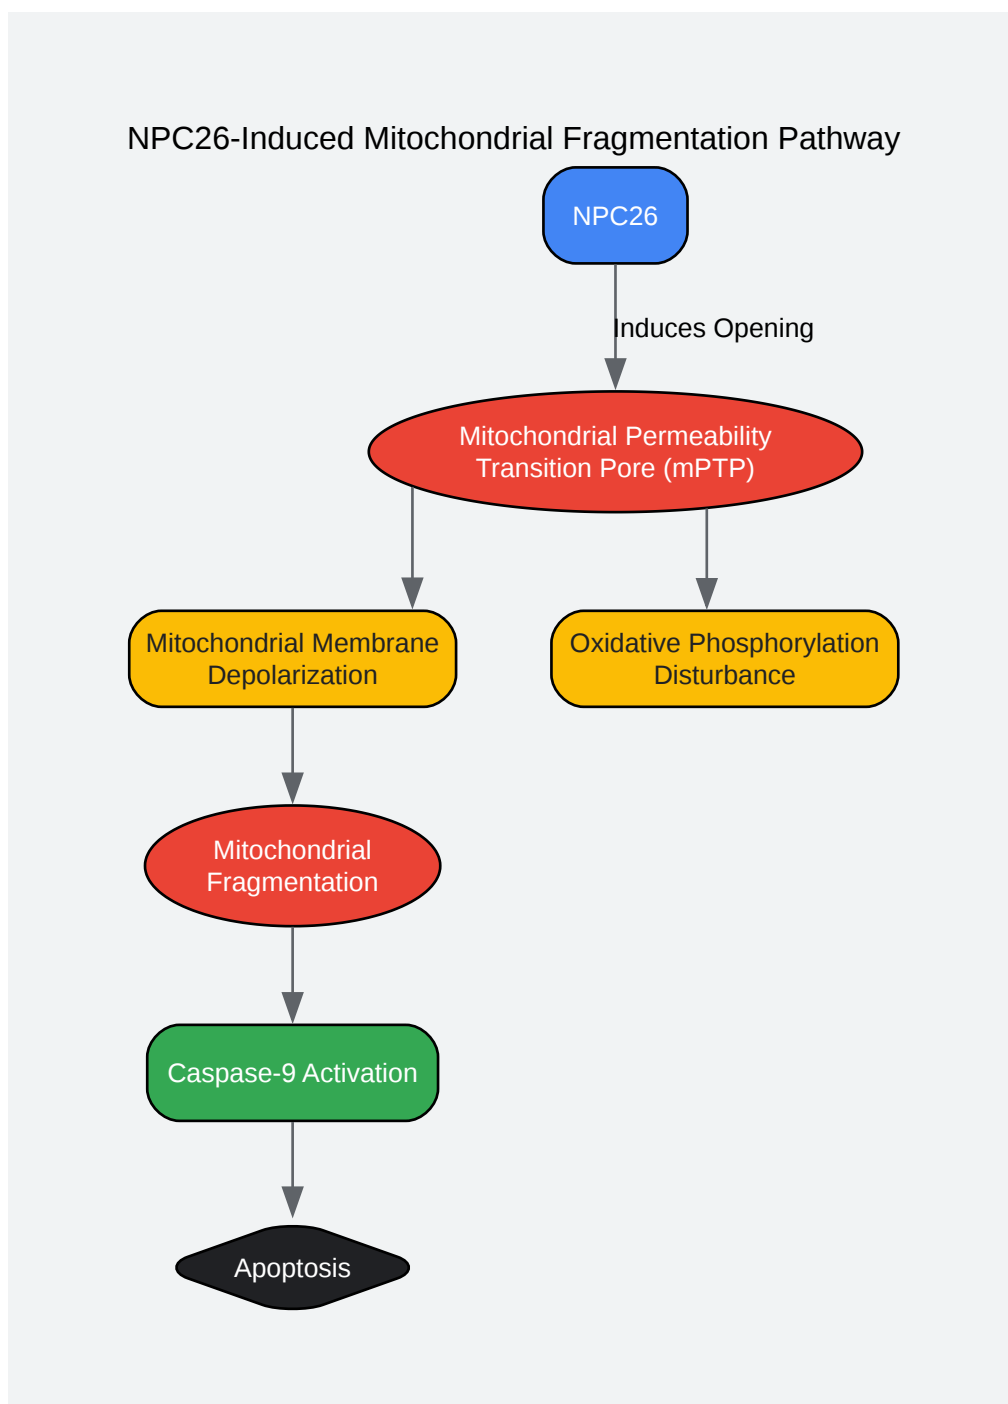 NPC26-Induced Mitochondrial Fragmentation Pathway
NPC26
Induces Opening
Mitochondrial Permeability
Transition Pore (mPTP)
Mitochondrial Membrane
Depolarization
Oxidative Phosphorylation
Disturbance
Mitochondrial
Fragmentation
Caspase-9 Activation
Apoptosis